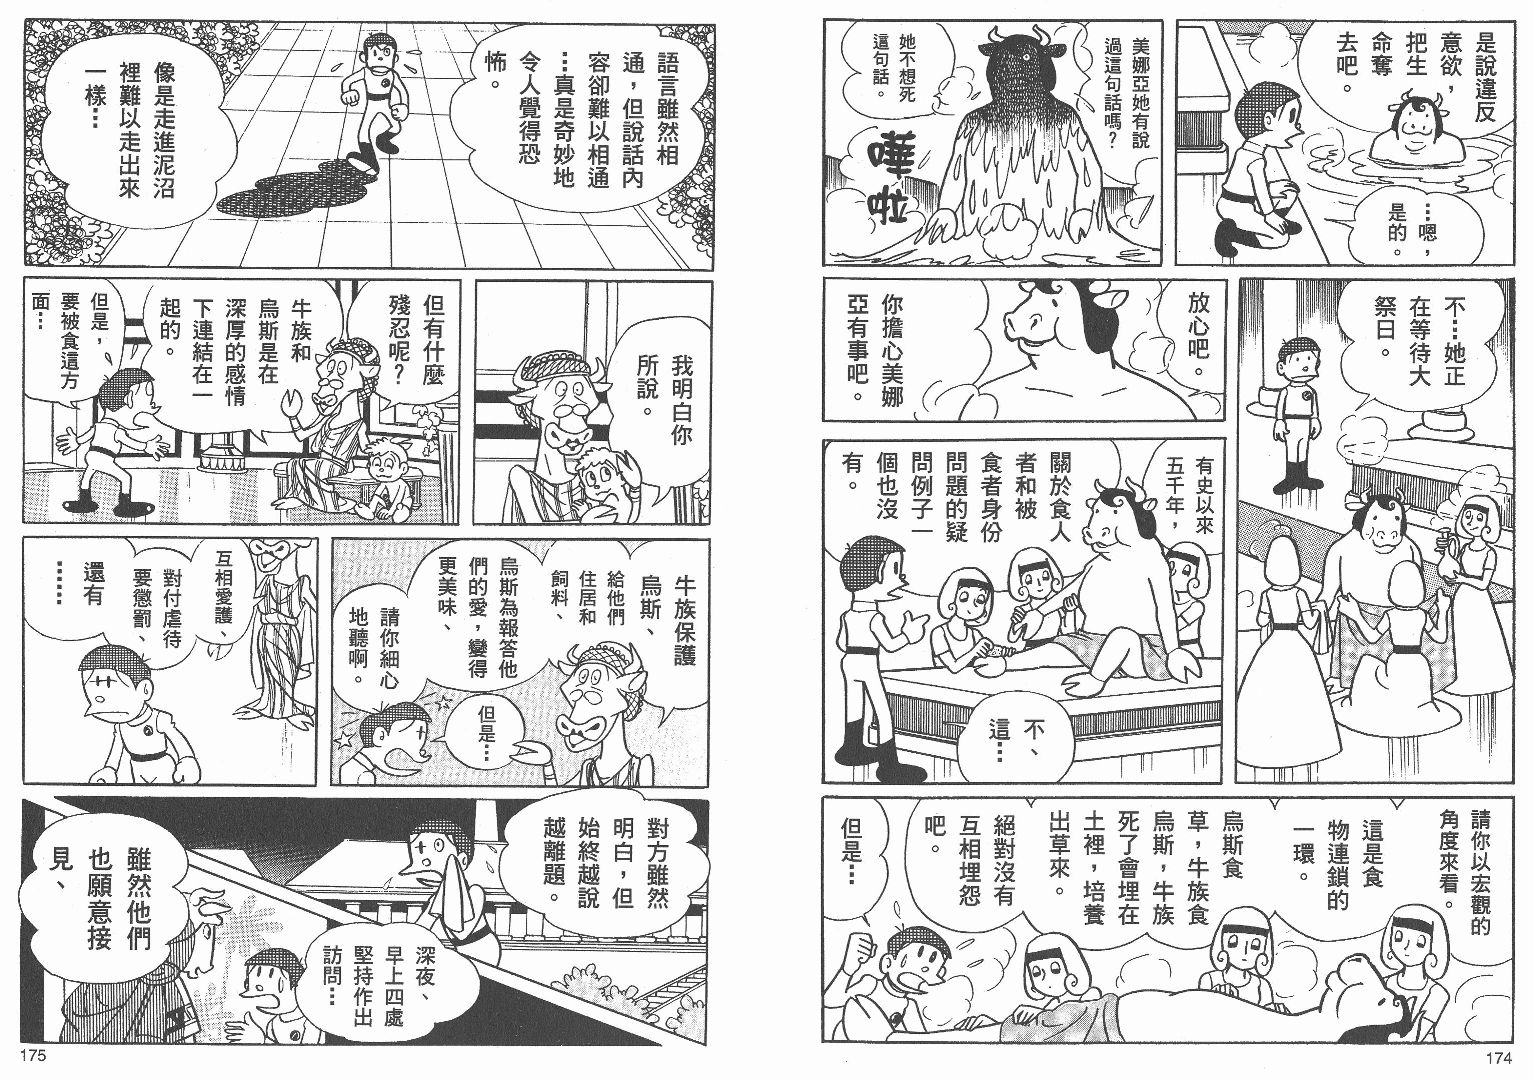 是說違反
意欲，
把生
命奪
去吧。
…嗯，
是的。
美娜亞她有說
過這句話嗎？
她不想死
這句話。
嘩
啦
不…她正
在等待大
祭日。
放心吧。
你擔心美娜
亞有事吧。
有史以來
五千年，
關於食人
者和被
食者身份
問題的疑
問例子一
個也沒
有。
不、
這…
請你以宏觀的
角度來看。
這是食
物連鎖的
一環。
烏斯食
草，牛族食
烏斯，牛族
死了會埋在
土裡，培養
出草來。
絕對沒有
互相埋怨
吧。
但是…
174
語言雖然相
通，但說話內
容卻難以相通
…真是奇妙地
令人覺得恐
怖。
像是走進泥沼
裡難以走出來
一樣…
我明白你
所說。
但有什麼
殘忍呢？
牛族和
烏斯是在
深厚的感情
下連結在一
起的。
但是，
要被食這方
面…
牛族保護
烏斯、
給他們
住居和
飼料、
烏斯為報答他
們的愛，變得
更美味、
但是…
請你細心
地聽啊。
互相愛護、
對付虐待
要懲罰、
還有
……
對方雖然
明白，但
始終越說
越離題。
深夜、
早上四處
堅持作出
訪問…
雖然他們
也願意接
見、
175